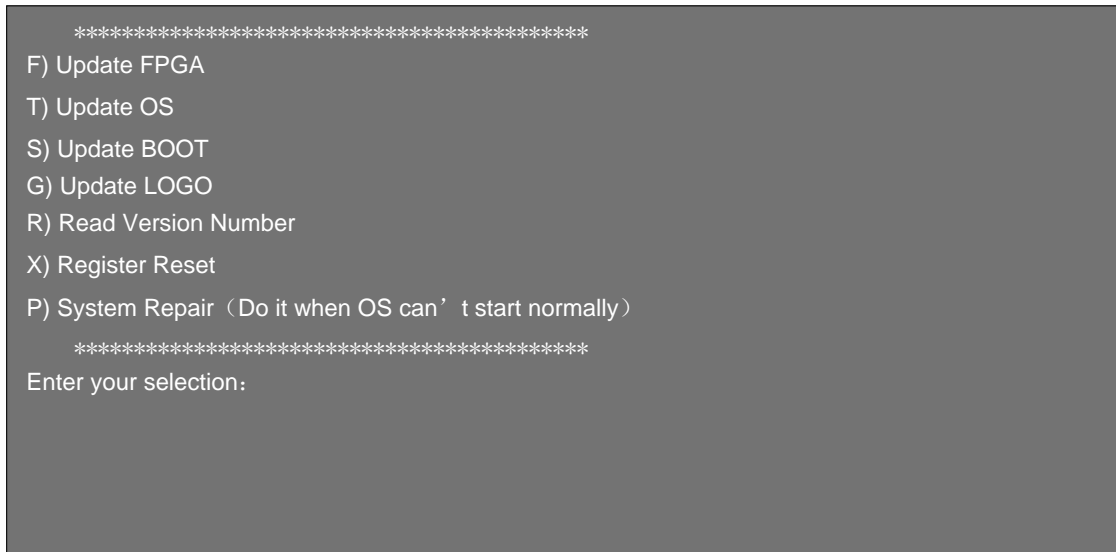 *******************************************
F) Update FPGA
T) Update OS
S) Update BOOT
G) Update LOGO
R) Read Version Number
X) Register Reset
P) System Repair（Do it when OS can’t start normally）
*******************************************
Enter your selection：